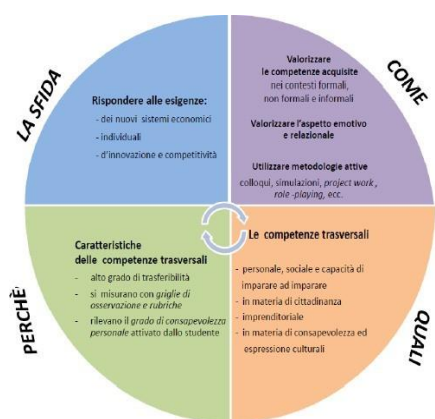 LA SFIDA
Rispondere alle esigenze:
- dei nuovi sistemi economici
- individuali
- d'innovazione e competitività
COME
Valorizzare
le competenze acquisite
nei contesti formali,
non formali e informali
Valorizzare l'aspetto emotivo
e relazionale
Utilizzare metodologie attive
colloqui, simulazioni, project work,
role-playing, ecc.
PERCHÈ
Caratteristiche
delle competenze trasversali
- alto grado di trasferibilità
- si misurano con griglie di
osservazione e rubriche
- rilevano il grado di consapevolezza
personale attivato dallo studente
QUALI
Le competenze trasversali
- personale, sociale e capacità di
imparare ad imparare
- in materia di cittadinanza
- imprenditoriale
- in materia di consapevolezza ed
espressione culturali